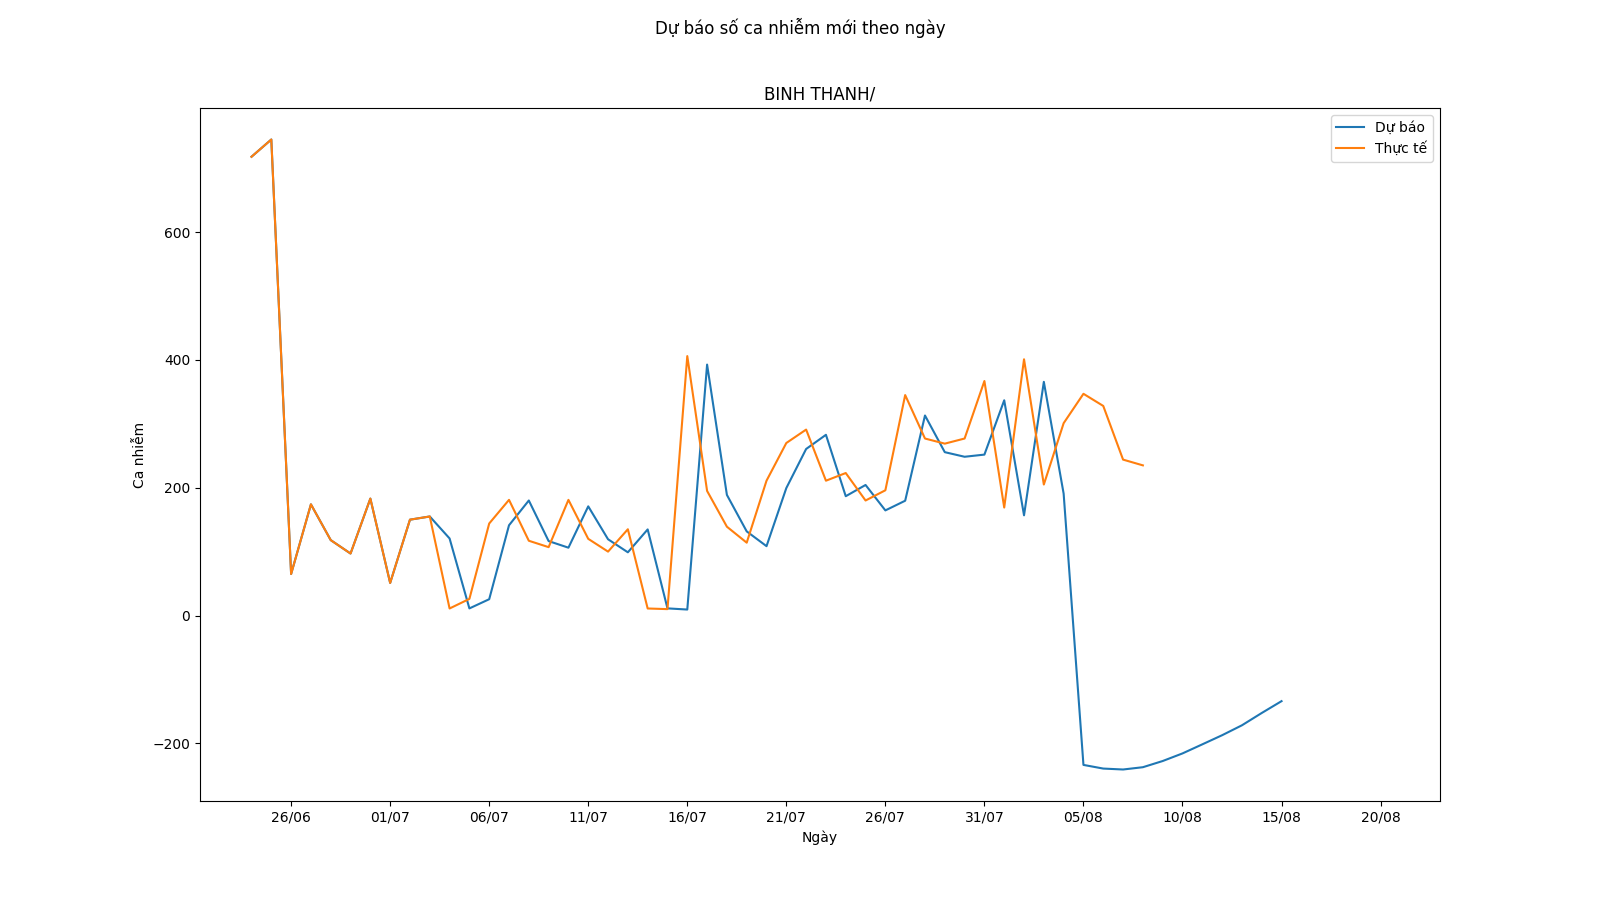 Dự báo số ca nhiễm mới theo ngày
BINH THANH/
Dự báo
Thực tế
600
400
200
0
−200
Ca nhiễm
26/06 01/07 06/07 11/07 16/07 21/07 26/07 31/07 05/08 10/08 15/08 20/08
Ngày